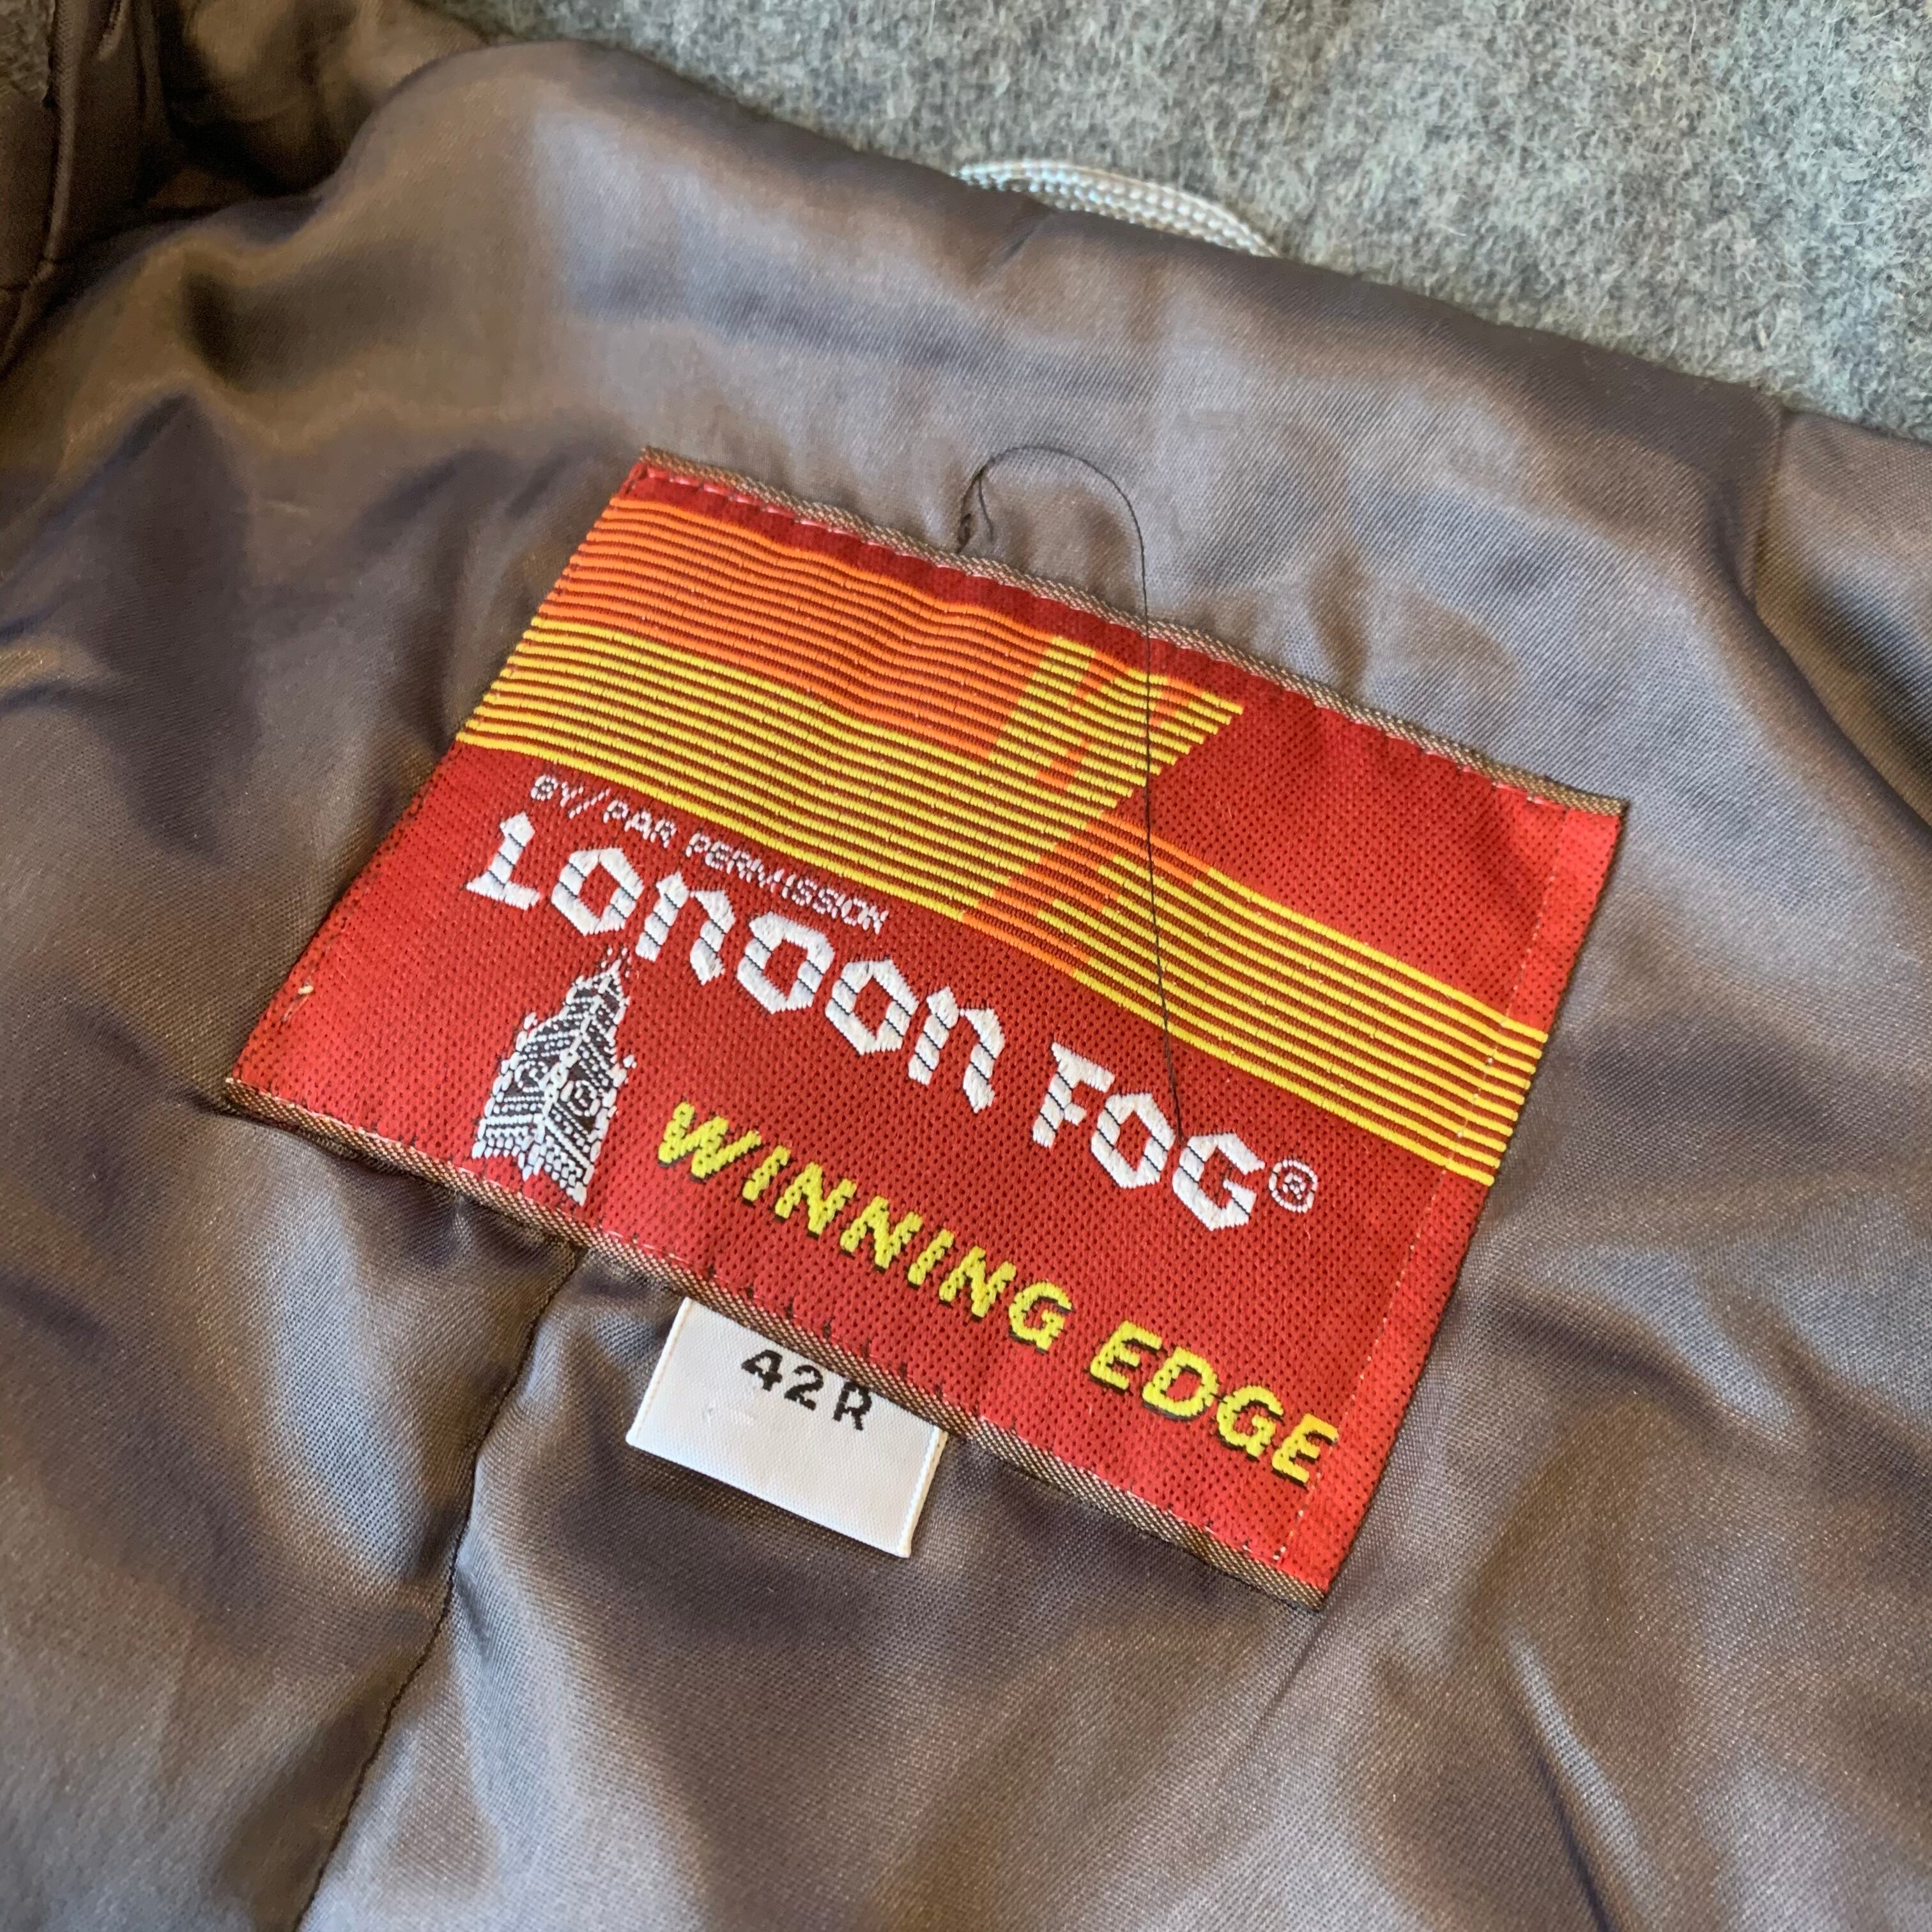 BY/PAR PERMISSION
LONDON FOG®
WINNING EDGE
42R